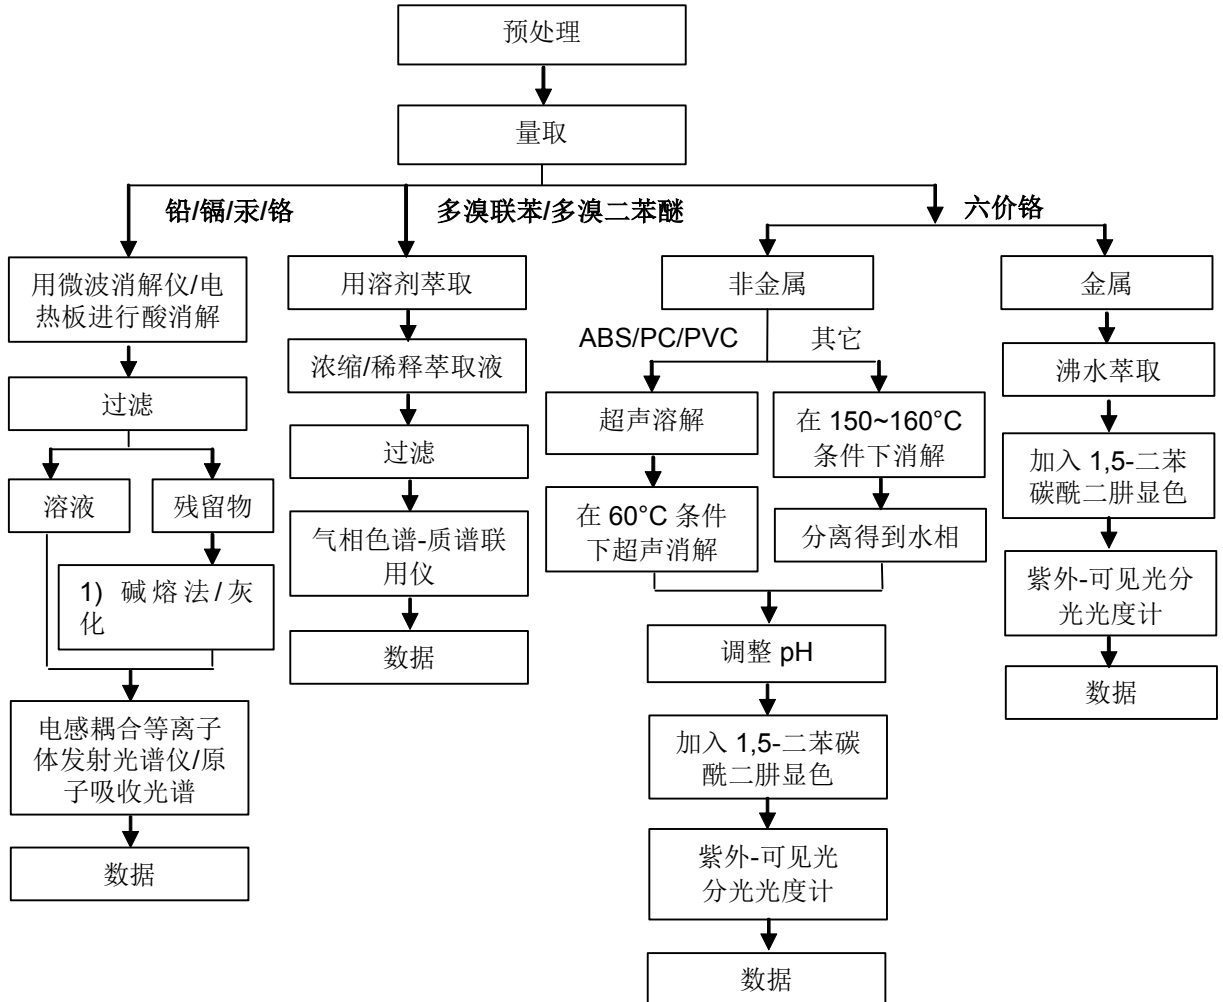 预处理
量取
铅/镉/汞/铬
多溴联苯/多溴二苯醚
六价铬
用微波消解仪/电
热板进行酸消解
过滤
溶液
残留物
1) 碱熔法/灰
化
电感耦合等离子
体发射光谱仪/原
子吸收光谱
数据
用溶剂萃取
浓缩/稀释萃取液
过滤
气相色谱-质谱联
用仪
数据
非金属
ABS/PC/PVC
其它
超声溶解
在 60°C 条件
下超声消解
在 150~160°C
条件下消解
分离得到水相
调整 pH
加入 1,5-二苯碳
酰二肼显色
紫外-可见光
分光光度计
数据
金属
沸水萃取
加入 1,5-二苯
碳酰二肼显色
紫外-可见光分
光光度计
数据